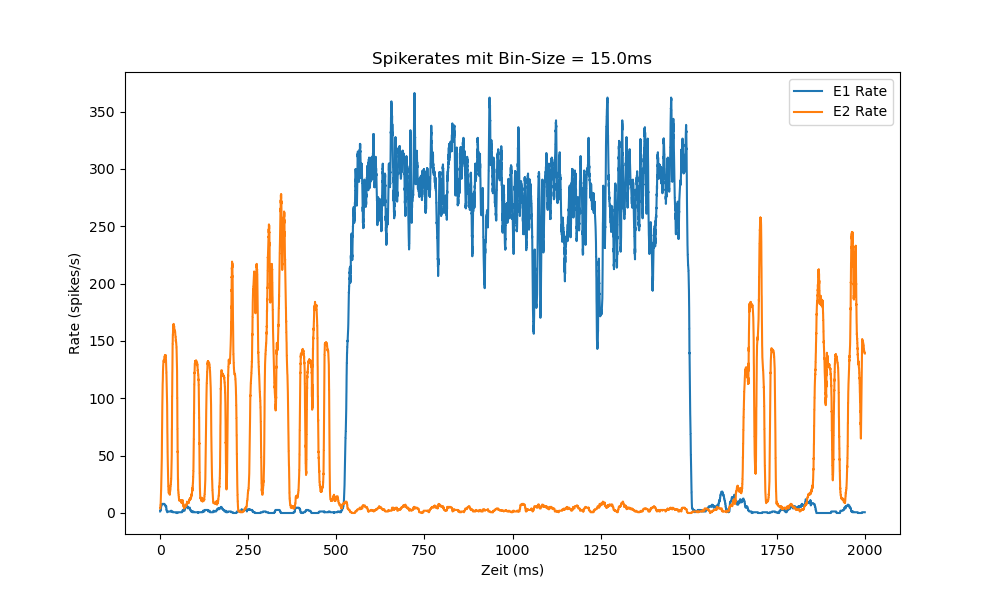 Spikerates mit Bin-Size = 15.0ms
E1 Rate
E2 Rate
350
300
250
200
150
100
50
0
Rate (spikes/s)
0 250 500 750 1000 1250 1500 1750 2000
Zeit (ms)